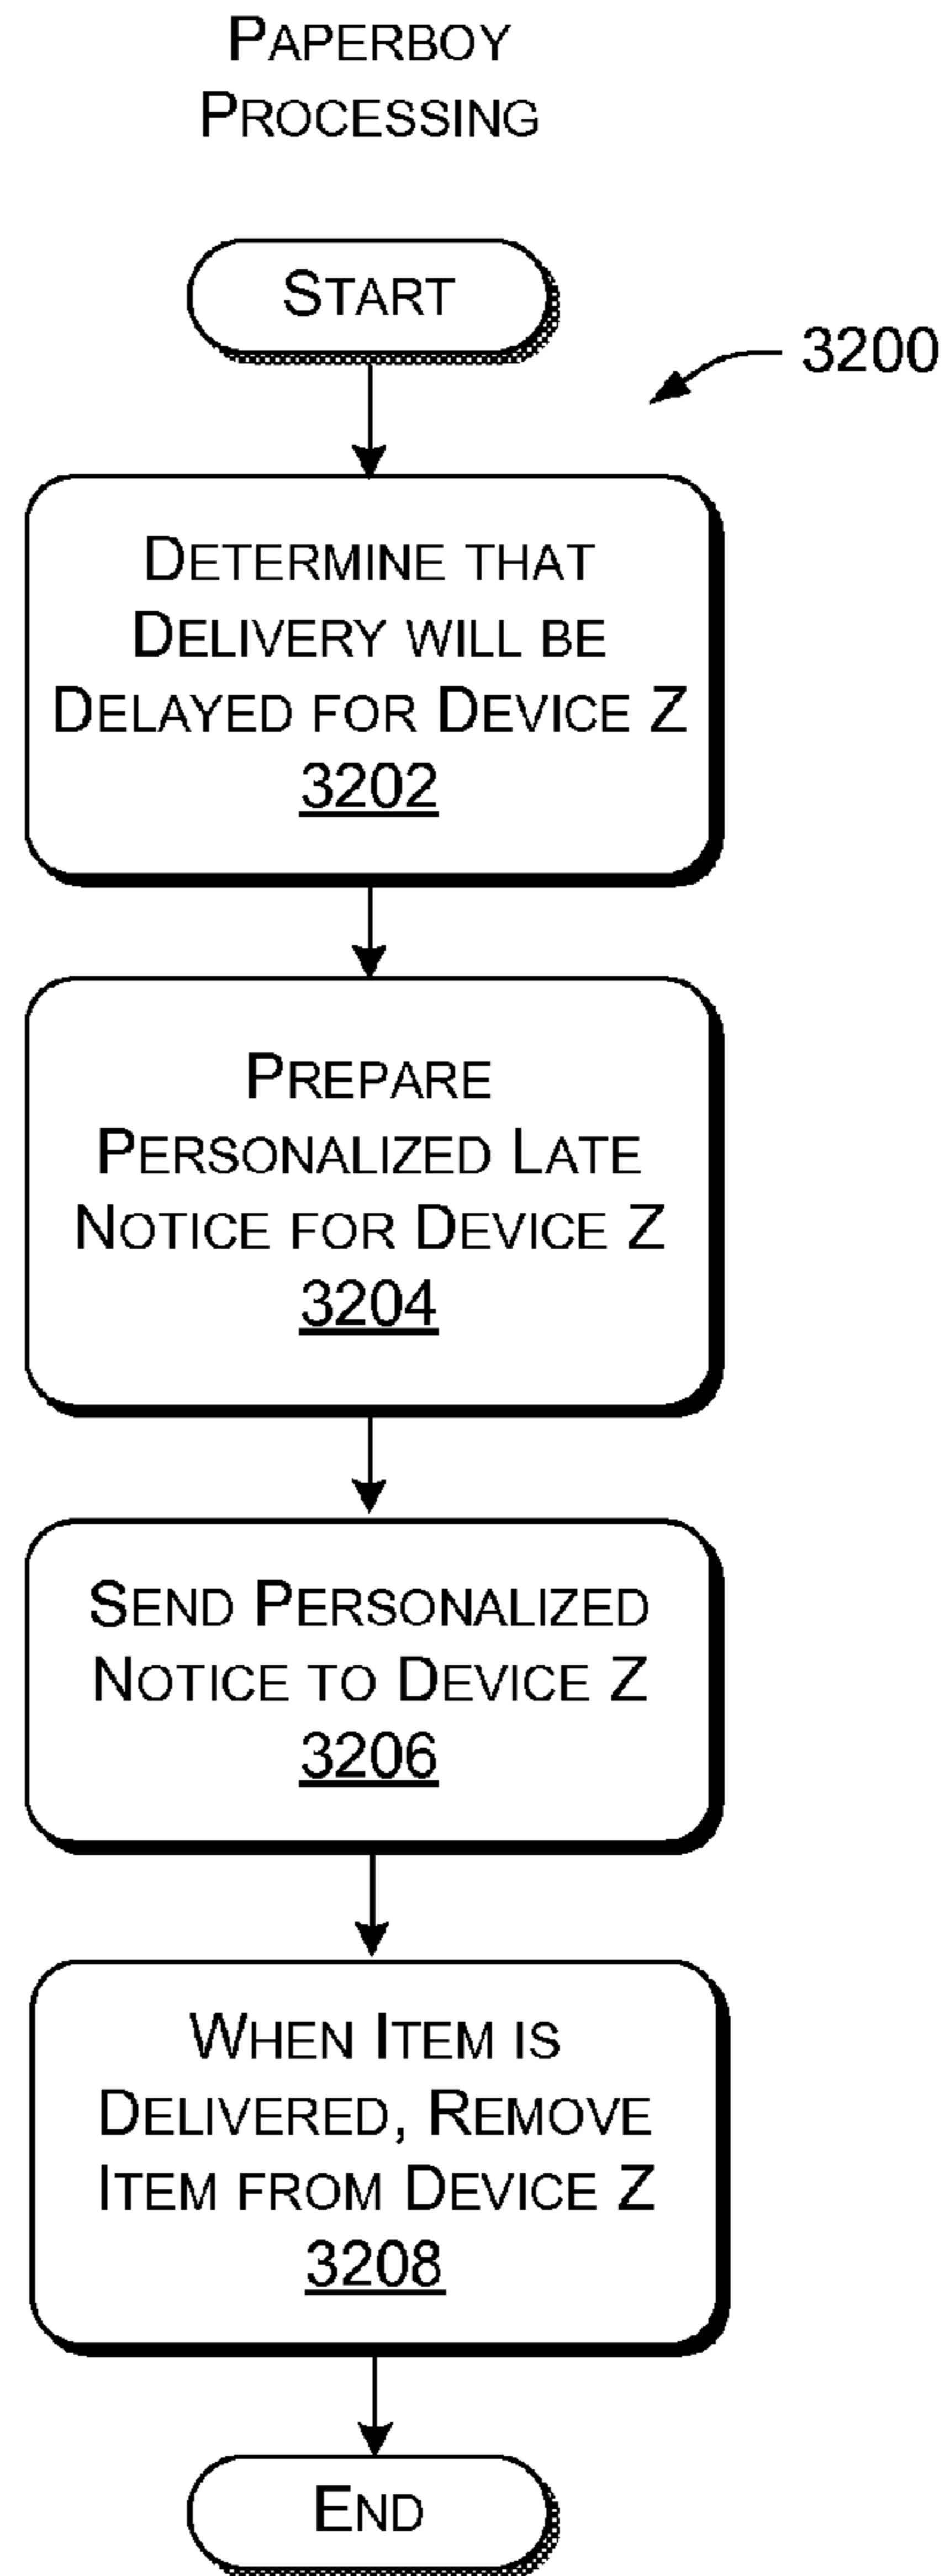 PAPERBOY
PROCESSING
START
3200
DETERMINE THAT
DELIVERY WILL BE
DELAYED FOR DEVICE Z
3202
PREPARE
PERSONALIZED LATE
NOTICE FOR DEVICE Z
3204
SEND PERSONALIZED
NOTICE TO DEVICE Z
3206
WHEN ITEM IS
DELIVERED, REMOVE
ITEM FROM DEVICE Z
3208
END